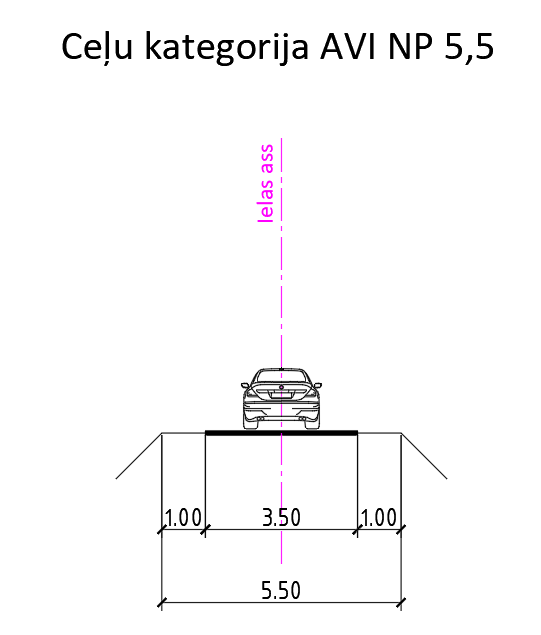 Ceļu kategorija AVI NP 5,5
Ielas ass
1.00 3.50 1.00
5.50